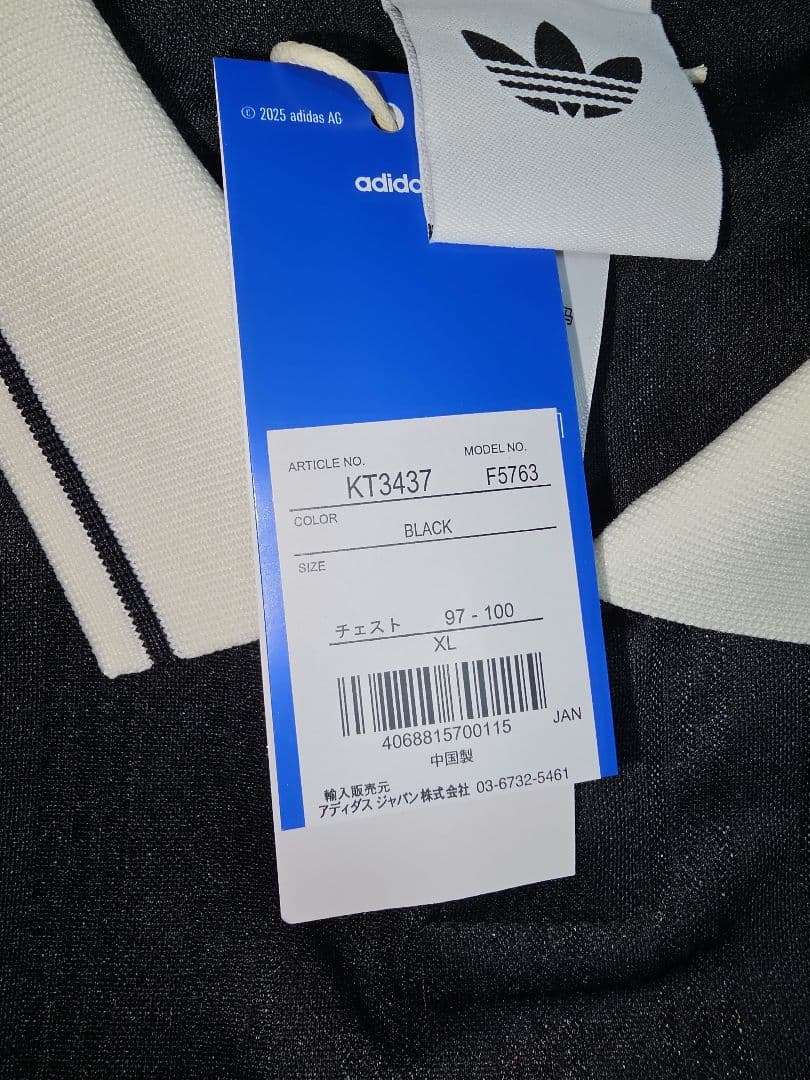 © 2025 adidas AG
ARTICLE NO.
MODEL NO.
KT3437
F5763
COLOR
BLACK
SIZE
チェスト 97 - 100
XL
4068815700115
JAN
中国製
輸入販売元
アディダス ジャパン株式会社 03-6732-5461